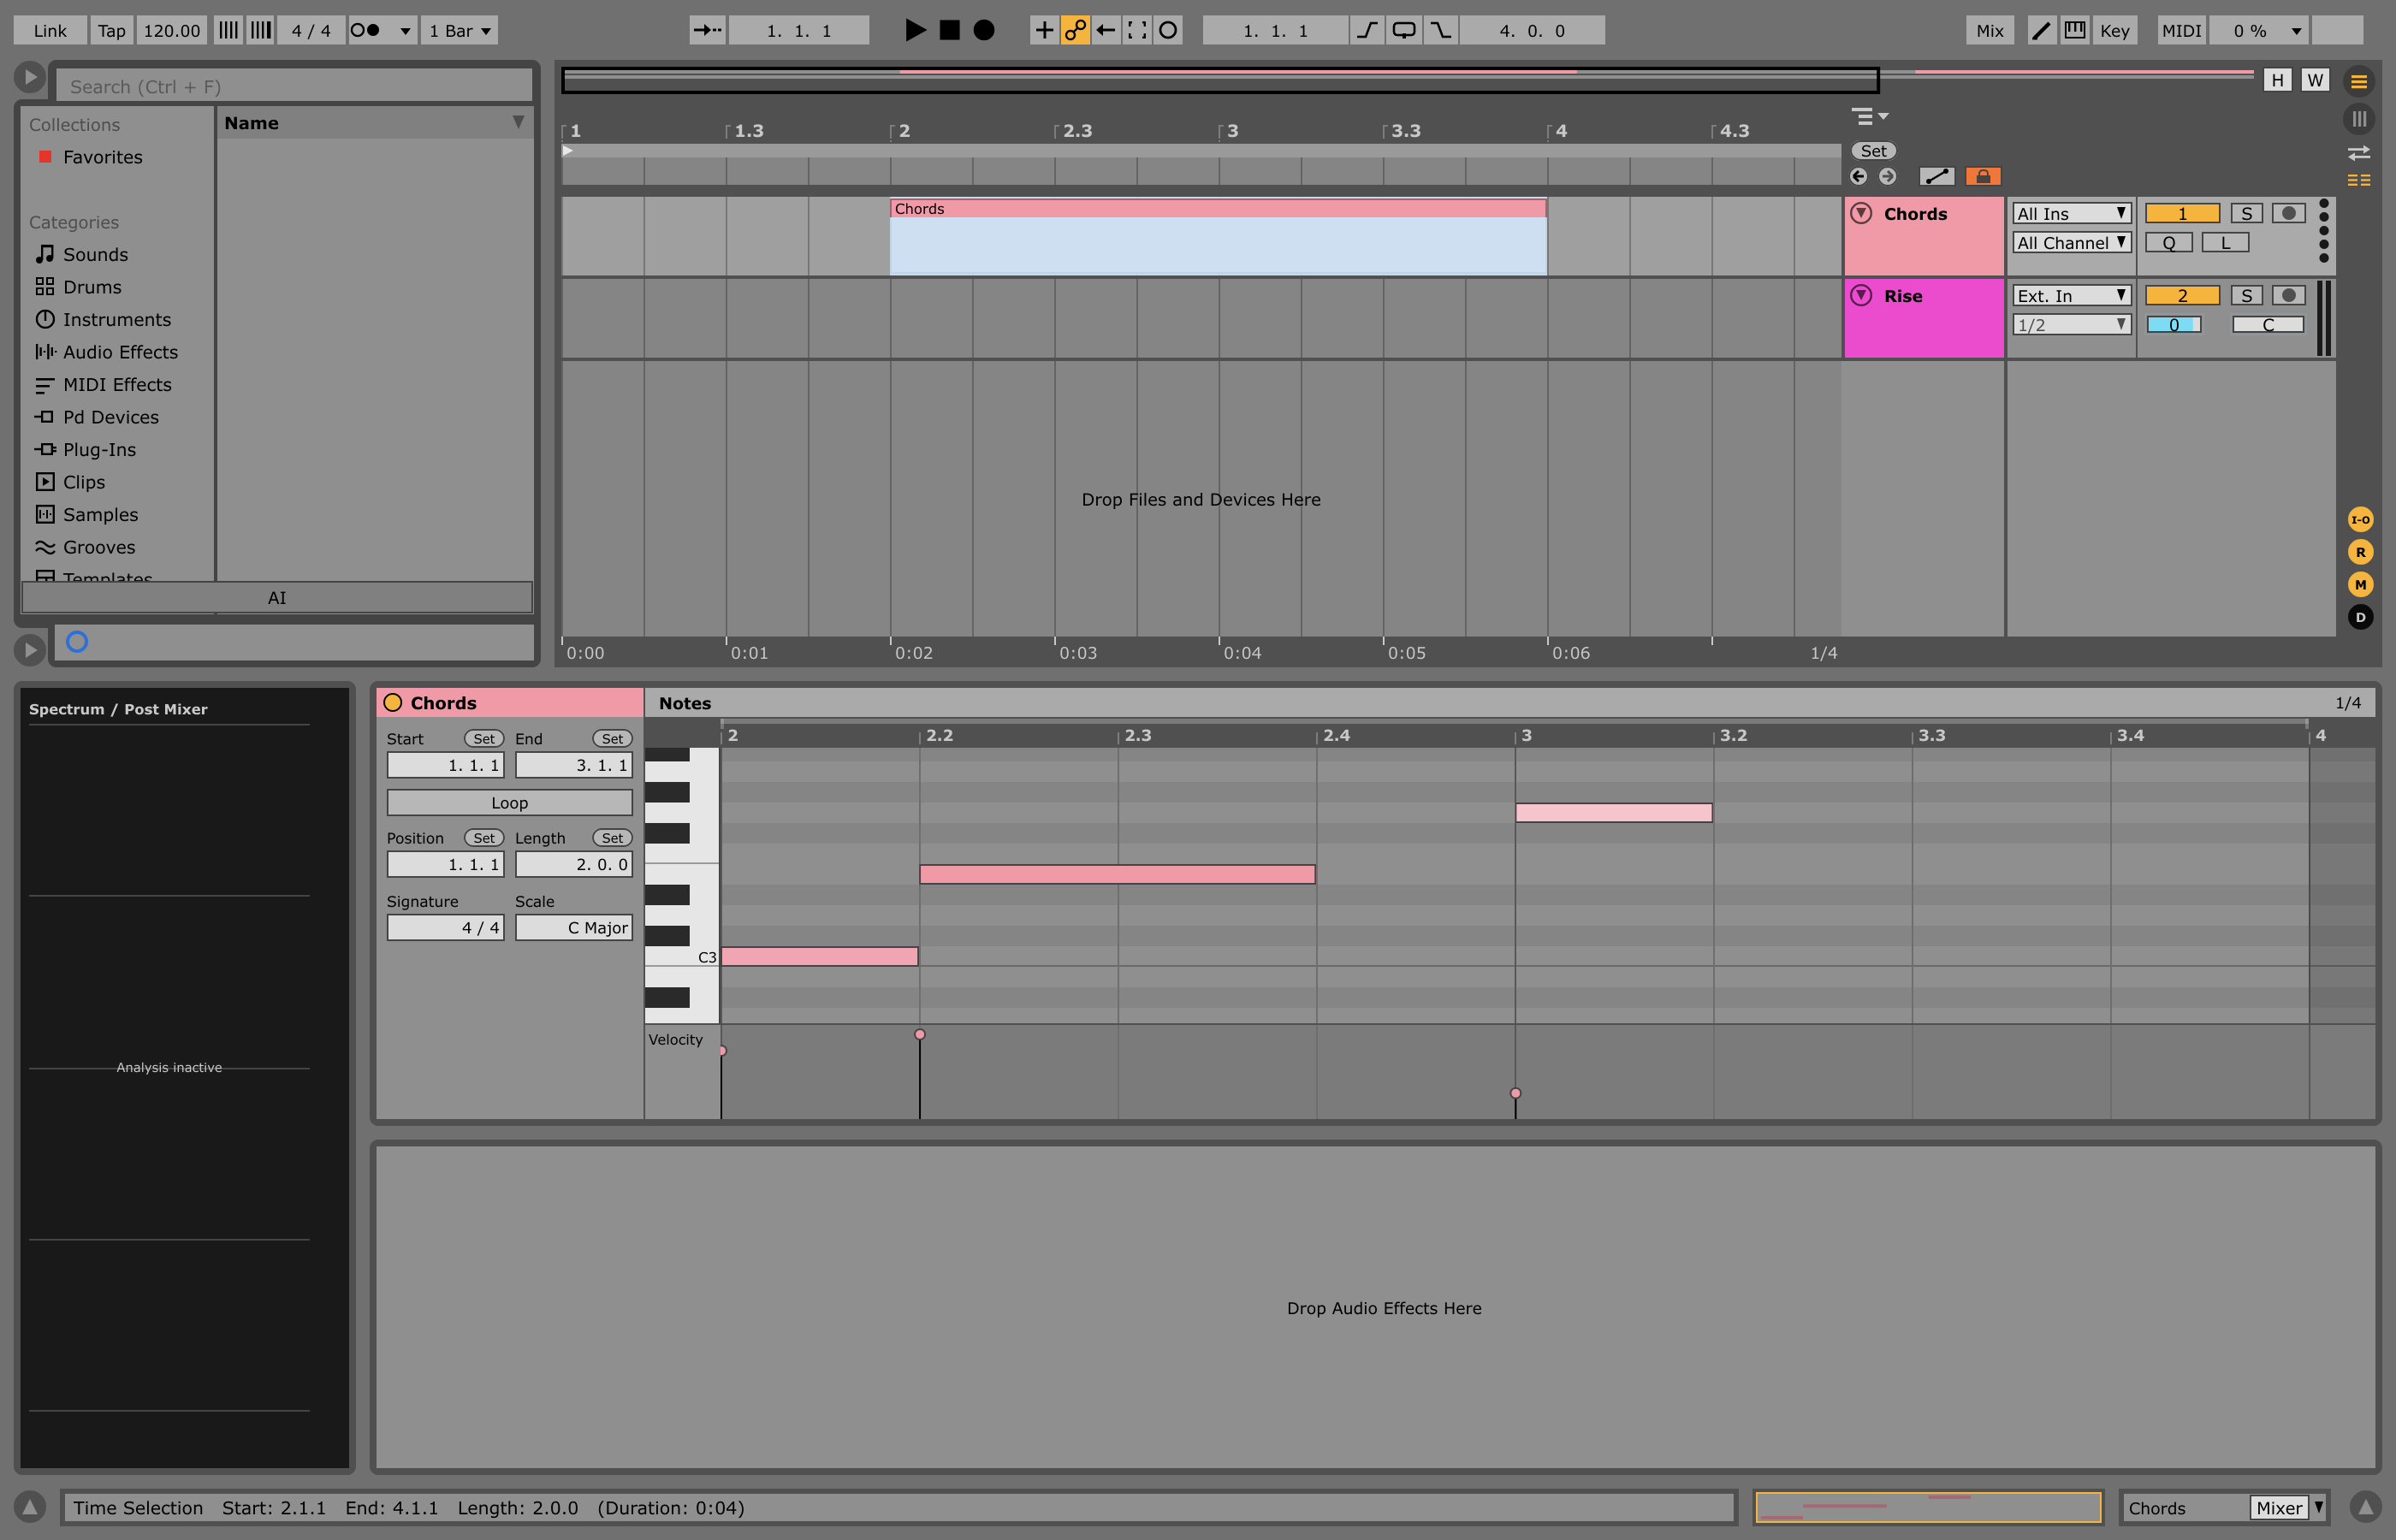 Link Tap 120.00 4 / 4 1 Bar 1. 1. 1 1. 1. 1 4. 0. 0 Mix Key MIDI 0 %
Search (Ctrl + F)
H W
Collections Name
Favorites
Categories
Sounds
Drums
Instruments
Audio Effects
MIDI Effects
Pd Devices
Plug-Ins
Clips
Samples
Grooves
Templates
AI
1 1.3 2 2.3 3 3.3 4 4.3
Set
Chords
Chords All Ins 1 S
All Channel Q L
Rise Ext. In 2 S
1/2 0 C
Drop Files and Devices Here
I-O
R
M
D
0:00 0:01 0:02 0:03 0:04 0:05 0:06 1/4
Spectrum / Post Mixer
Analysis inactive
Chords
Start Set End Set
1. 1. 1 3. 1. 1
Loop
Position Set Length Set
1. 1. 1 2. 0. 0
Signature Scale
4 / 4 C Major
Notes 1/4
2 2.2 2.3 2.4 3 3.2 3.3 3.4 4
C3
Velocity
Drop Audio Effects Here
Time Selection Start: 2.1.1 End: 4.1.1 Length: 2.0.0 (Duration: 0:04)
Chords Mixer